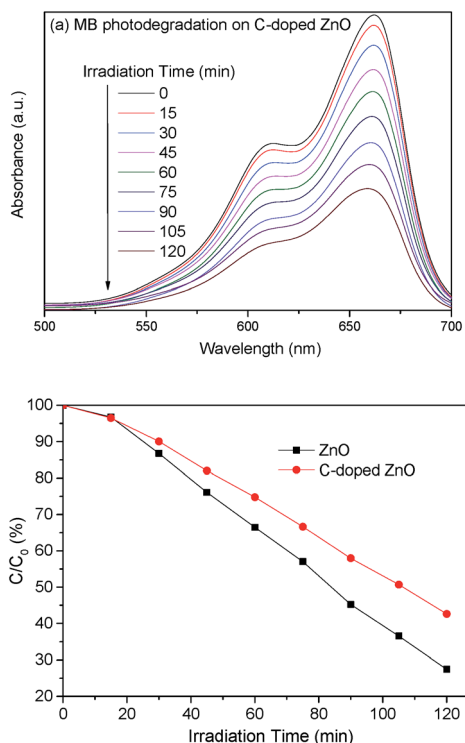 (a) MB photodegradation on C-doped ZnO
Irradiation Time (min)
0
15
30
45
60
75
90
105
120
Absorbance (a.u.)
500 550 600 650 700
Wavelength (nm)
100
90
80
70
60
50
40
30
20
ZnO
C-doped ZnO
C/C₀ (%)
0 20 40 60 80 100 120
Irradiation Time (min)